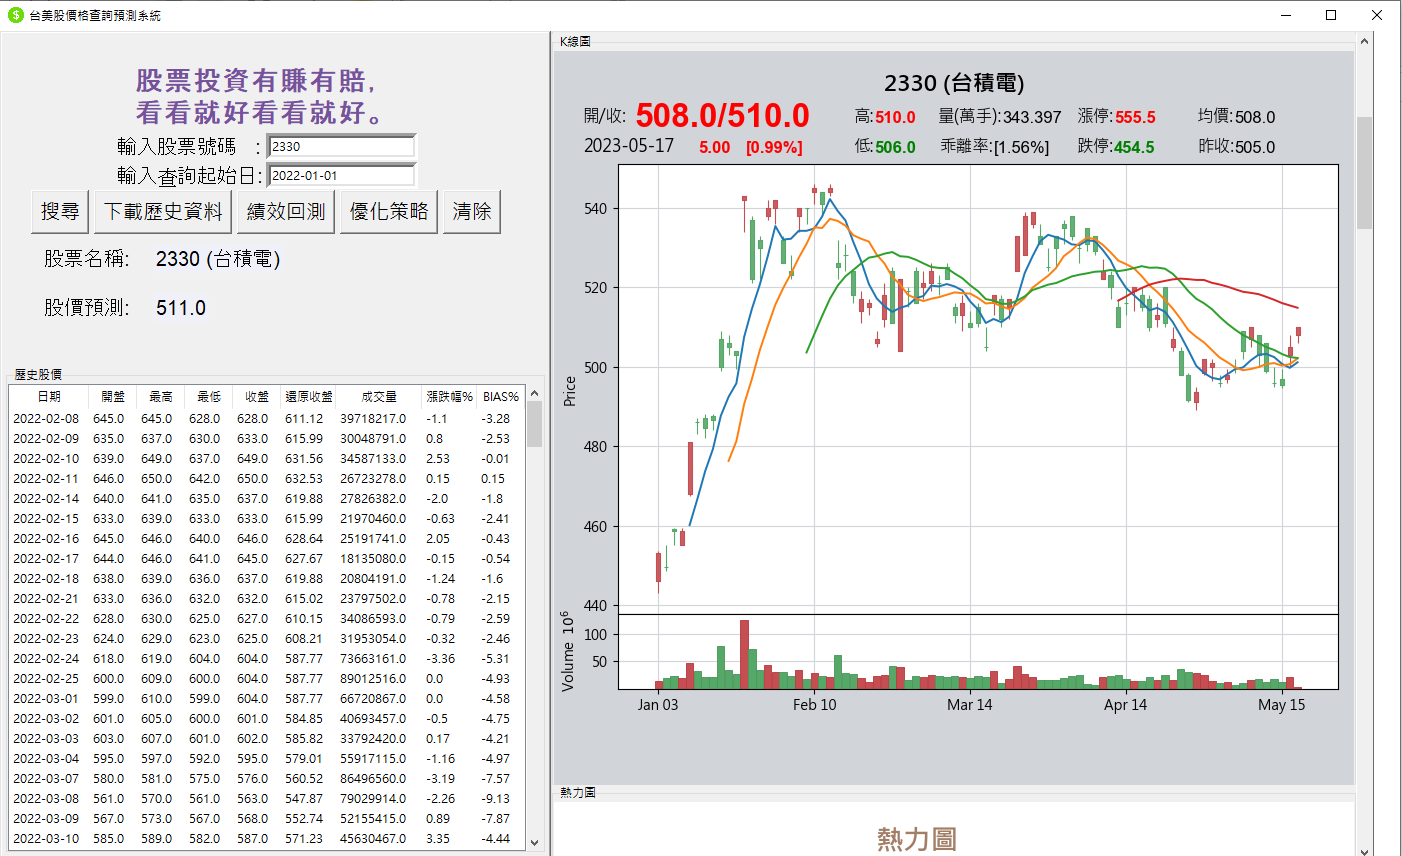 台美股價格查詢預測系統
股票投資有賺有賠,
看看就好看看就好。
輸入股票號碼 : 2330
輸入查詢起始日: 2022-01-01
搜尋 下載歷史資料 績效回測 優化策略 清除
股票名稱: 2330 (台積電)
股價預測: 511.0
歷史股價
日期 開盤 最高 最低 收盤 還原收盤 成交量 漲跌幅% BIAS%
2022-02-08 645.0 645.0 628.0 628.0 611.12 39718217.0 -1.1 -3.28
2022-02-09 635.0 637.0 630.0 633.0 615.99 30048791.0 0.8 -2.53
2022-02-10 639.0 649.0 637.0 649.0 631.56 34587133.0 2.53 -0.01
2022-02-11 646.0 650.0 642.0 650.0 632.53 26723278.0 0.15 0.15
2022-02-14 640.0 641.0 635.0 637.0 619.88 27826382.0 -2.0 -1.8
2022-02-15 633.0 639.0 633.0 633.0 615.99 21970460.0 -0.63 -2.41
2022-02-16 645.0 646.0 640.0 646.0 628.64 25191741.0 2.05 -0.43
2022-02-17 644.0 646.0 641.0 645.0 627.67 18135080.0 -0.15 -0.54
2022-02-18 638.0 639.0 636.0 637.0 619.88 20804191.0 -1.24 -1.6
2022-02-21 633.0 636.0 632.0 632.0 615.02 23797502.0 -0.78 -2.15
2022-02-22 628.0 630.0 625.0 627.0 610.15 34086593.0 -0.79 -2.59
2022-02-23 624.0 629.0 623.0 625.0 608.21 31953054.0 -0.32 -2.46
2022-02-24 618.0 619.0 604.0 604.0 587.77 73663161.0 -3.36 -5.31
2022-02-25 600.0 609.0 600.0 604.0 587.77 89012516.0 0.0 -4.93
2022-03-01 599.0 610.0 599.0 604.0 587.77 66720867.0 0.0 -4.58
2022-03-02 601.0 605.0 600.0 601.0 584.85 40693457.0 -0.5 -4.75
2022-03-03 603.0 607.0 601.0 602.0 585.82 33792420.0 0.17 -4.21
2022-03-04 595.0 597.0 592.0 595.0 579.01 55917115.0 -1.16 -4.97
2022-03-07 580.0 581.0 575.0 576.0 560.52 86496560.0 -3.19 -7.57
2022-03-08 561.0 570.0 561.0 563.0 547.87 79029914.0 -2.26 -9.13
2022-03-09 567.0 573.0 567.0 568.0 552.74 52155415.0 0.89 -7.87
2022-03-10 585.0 589.0 582.0 587.0 571.23 45630467.0 3.35 -4.44
K線圖
2330 (台積電)
開/收: 508.0/510.0 高:510.0 量(萬手):343.397 漲停:555.5 均價:508.0
2023-05-17 5.00 [0.99%] 低:506.0 乖離率:[1.56%] 跌停:454.5 昨收:505.0
540
520
500
480
460
440
Price
100
50
Volume 10⁶
Jan 03 Feb 10 Mar 14 Apr 14 May 15
熱力圖
熱力圖